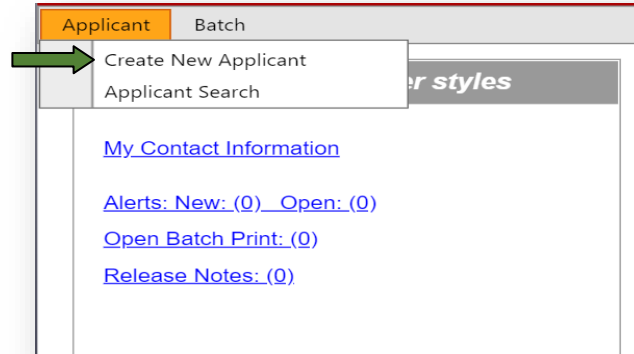 Applicant Batch
Create New Applicant
styles
Applicant Search
My Contact Information
Alerts: New: (0) Open: (0)
Open Batch Print: (0)
Release Notes: (0)